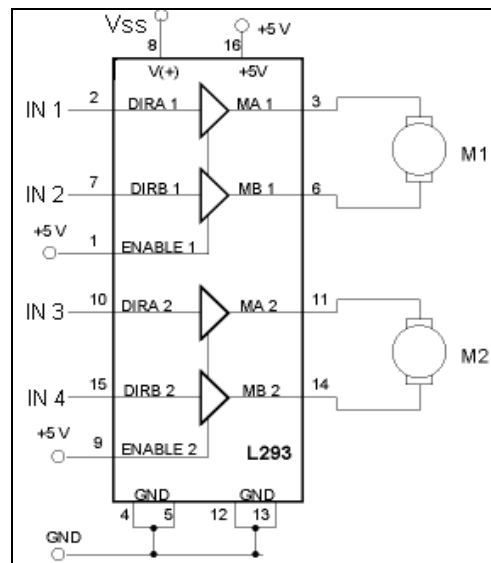 VSS +5 V
8 16
V(+) +5V
IN 1 2 DIRA 1 MA 1 3
M1
IN 2 7 DIRB 1 MB 1 6
+5 V 1 ENABLE 1
IN 3 10 DIRA 2 MA 2 11
M2
IN 4 15 DIRB 2 MB 2 14
+5 V 9 ENABLE 2 L293
GND GND
4 5 12 13
GND